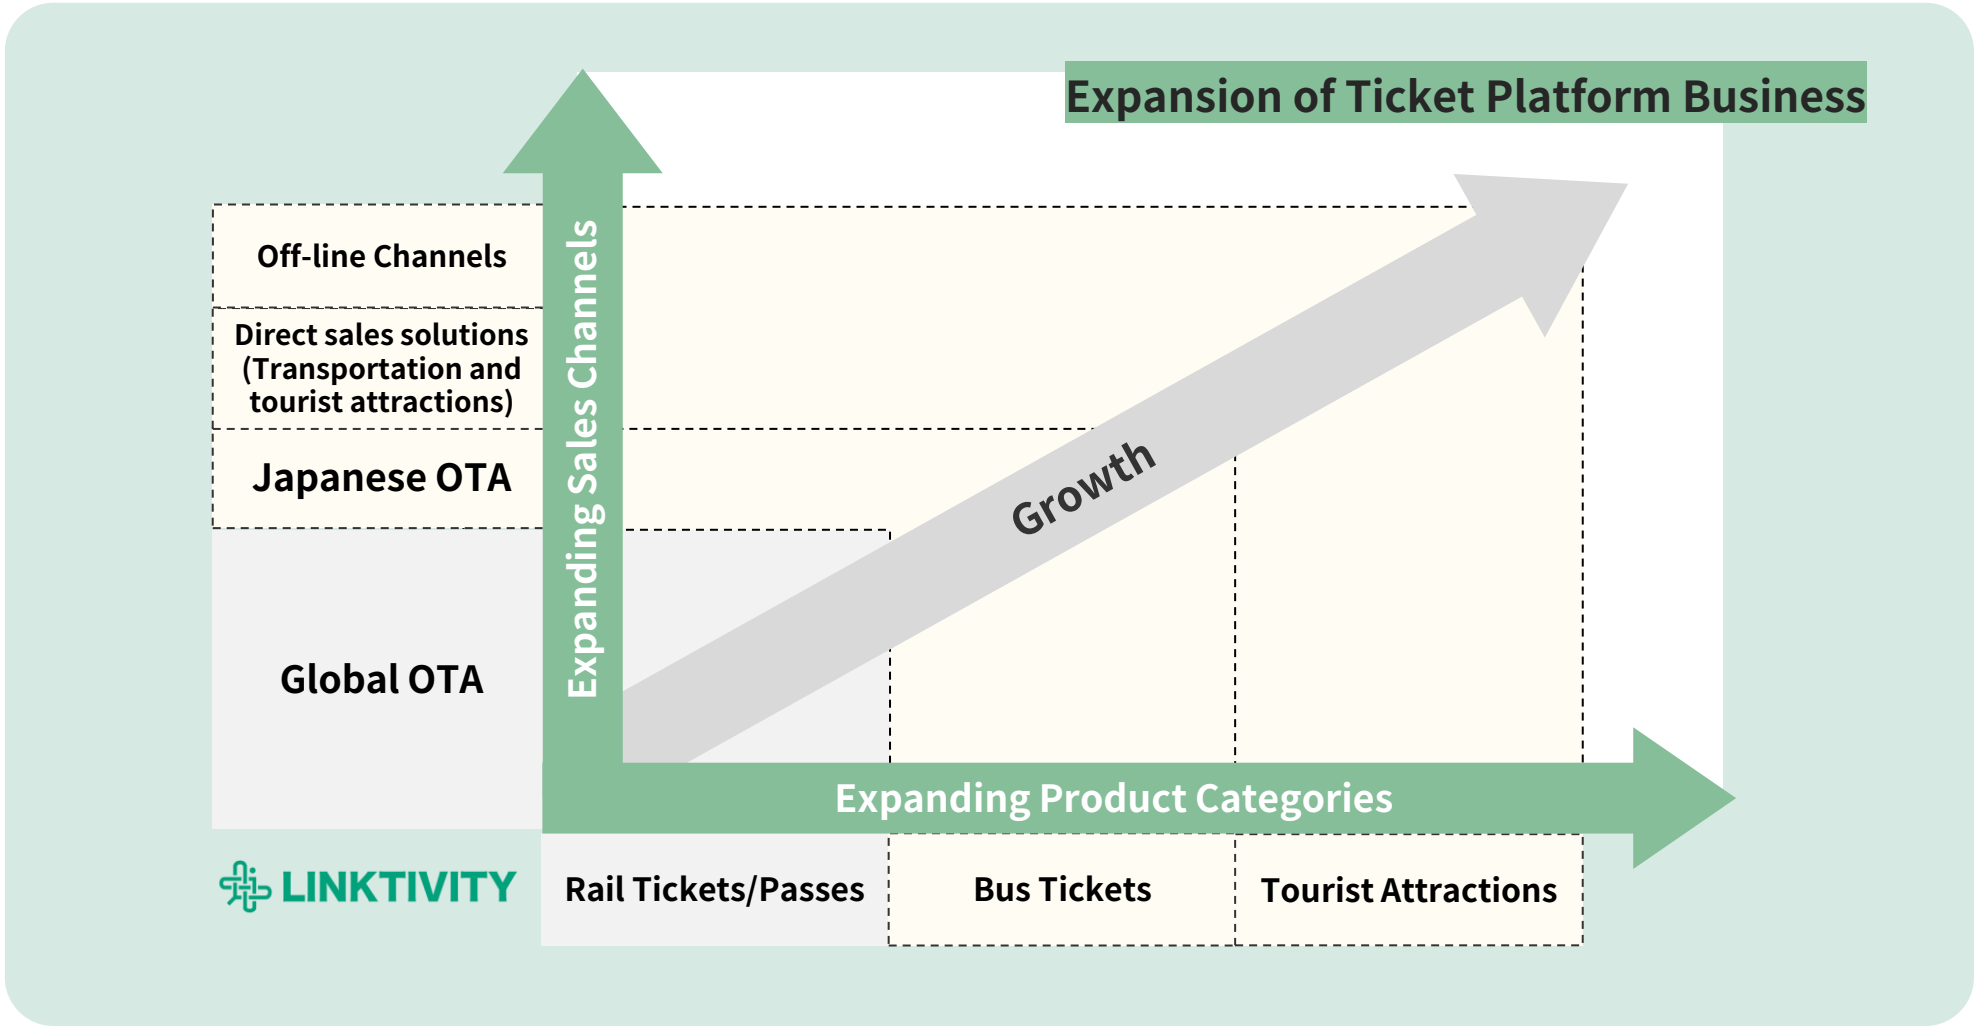 Expansion of Ticket Platform Business
Off-line Channels
Direct sales solutions
(Transportation and
tourist attractions)
Japanese OTA
Global OTA
Expanding Sales Channels
Growth
Expanding Product Categories
LINKTIVITY
Rail Tickets/Passes
Bus Tickets
Tourist Attractions